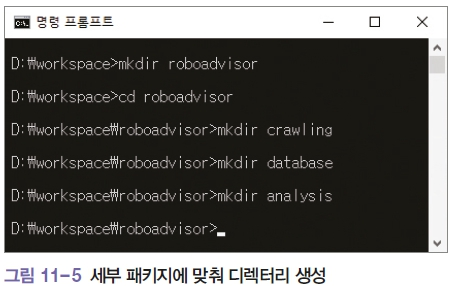 명령 프롬프트
D:₩workspace>mkdir roboadvisor
D:₩workspace>cd roboadvisor
D:₩workspace₩roboadvisor>mkdir crawling
D:₩workspace₩roboadvisor>mkdir database
D:₩workspace₩roboadvisor>mkdir analysis
D:₩workspace₩roboadvisor>
그림 11-5 세부 패키지에 맞춰 디렉터리 생성